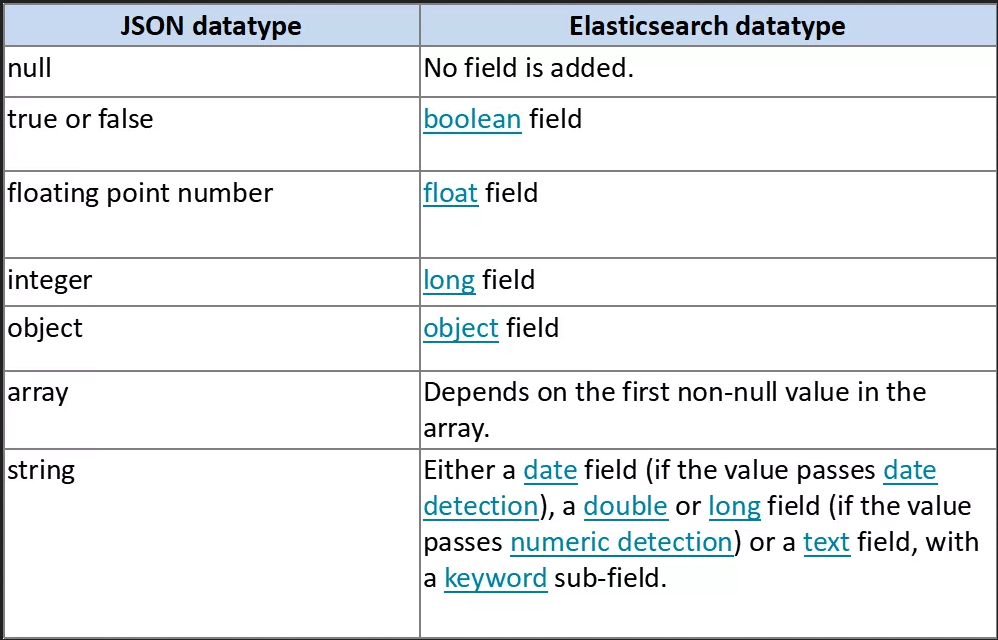 JSON datatype Elasticsearch datatype
null No field is added.
true or false boolean field
floating point number float field
integer long field
object object field
array Depends on the first non-null value in the
array.
string Either a date field (if the value passes date
detection), a double or long field (if the value
passes numeric detection) or a text field, with
a keyword sub-field.